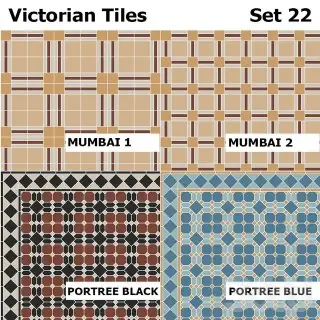 Victorian Tiles Set 22
MUMBAI 1
MUMBAI 2
PORTREE BLACK
PORTREE BLUE